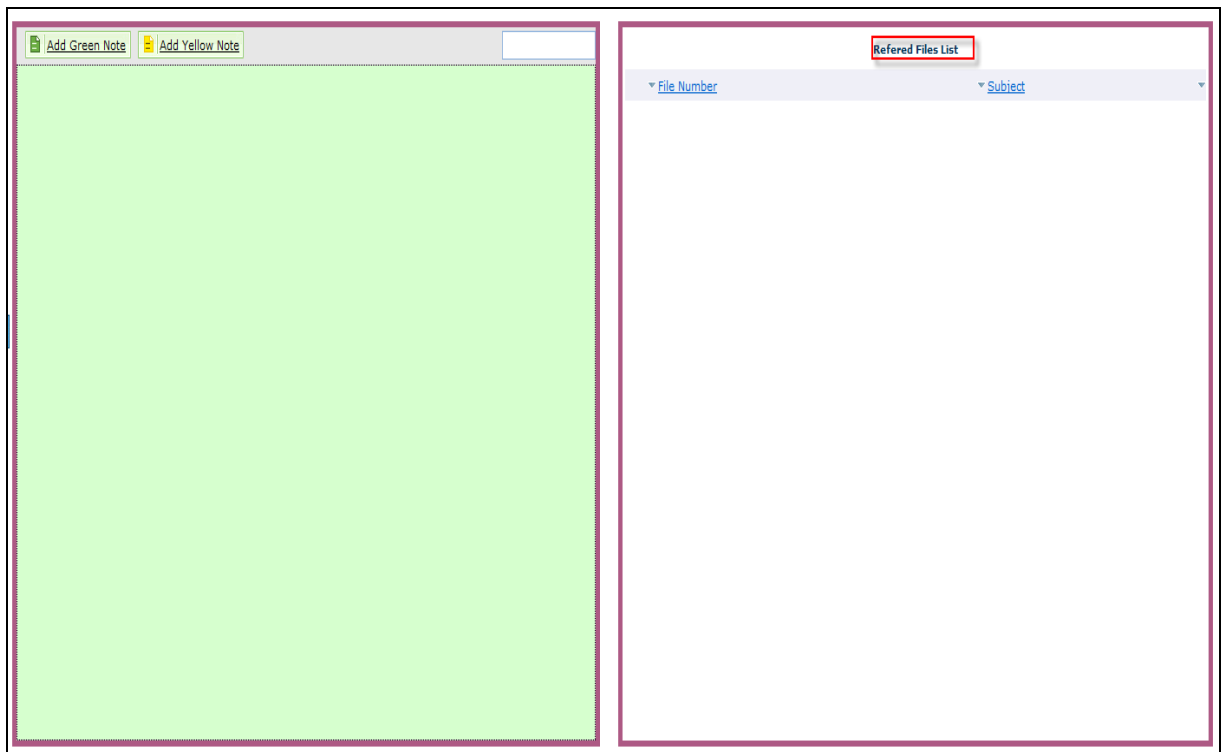 Add Green Note Add Yellow Note
Refered Files List
File Number Subject